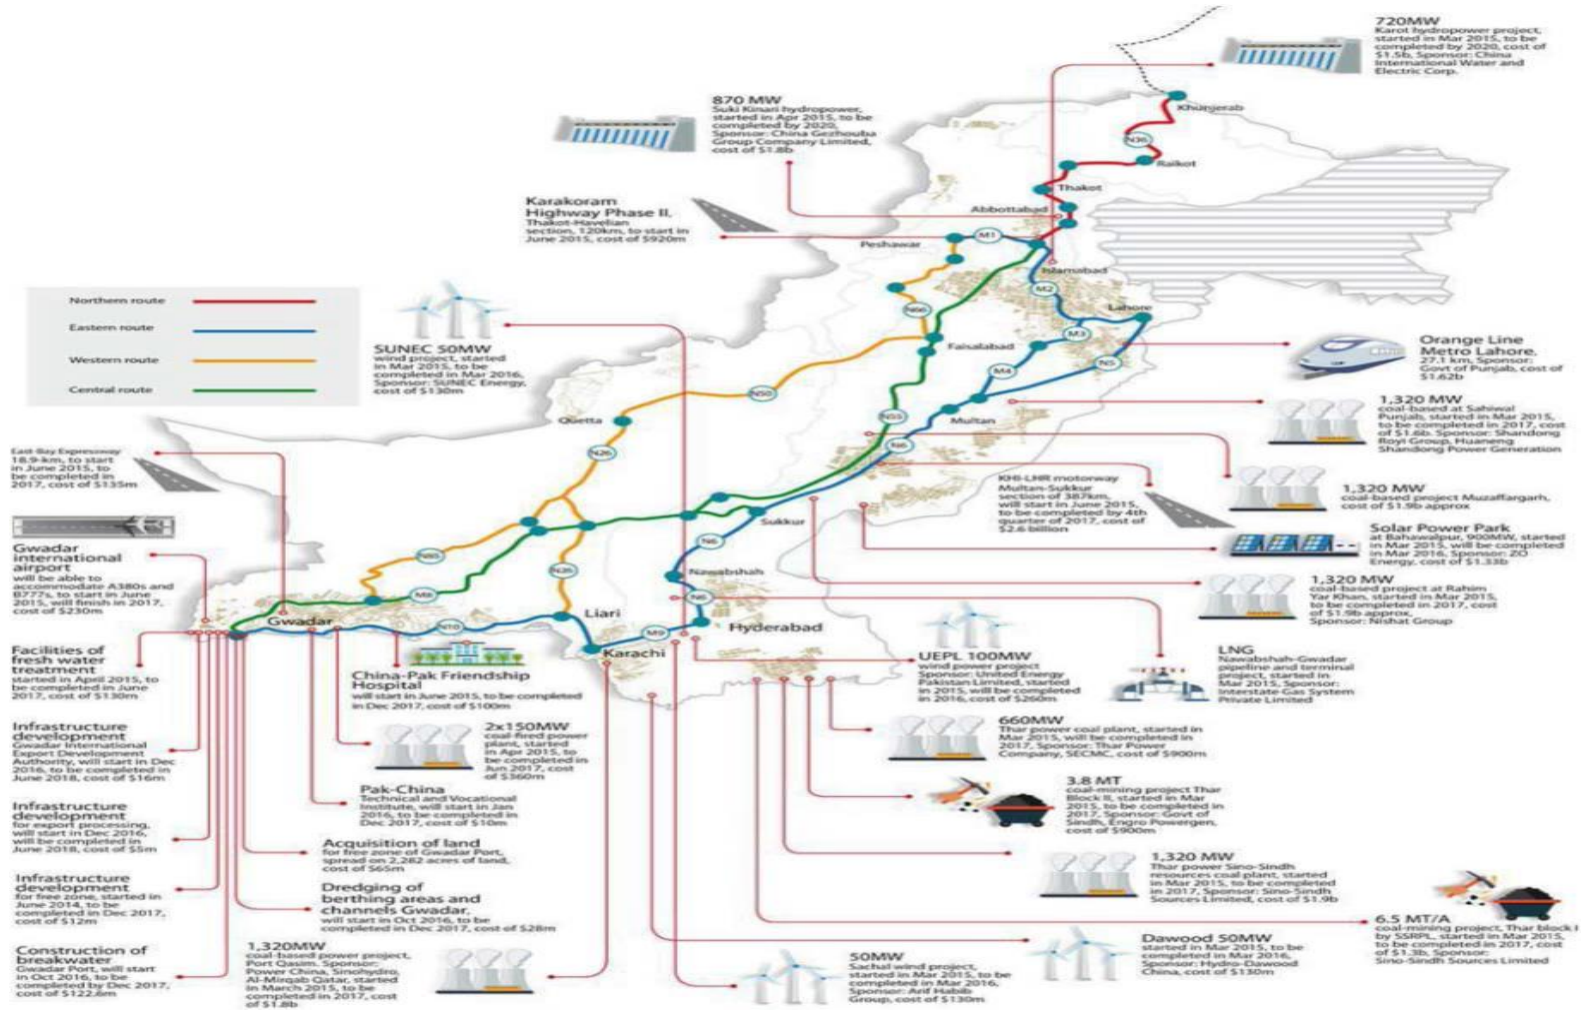 720MW
Karot hydropower project,
started in Mar 2015, to be
completed by 2020, cost of
$1.5b, Sponsor: China
International Water and
Electric Corp.
870 MW
Suki Kinari hydropower,
started in Apr 2015, to be
completed by 2020,
Sponsor: China Gezhouba
Group Company Limited,
cost of $1.8b
Karakoram
Highway Phase II,
Thakot-Havelian
section, 120km, to start in
June 2015, cost of $920m
Khunjerab
N36
Raikot
Thakot
Abbottabad
Peshawar
M1
Islamabad
M2
Lahore
M3
Faisalabad
N5
M4
N50
N55
Multan
Quetta
N6
Sukkur
N6
Nawabshah
N6
Liari
Hyderabad
Gwadar
M8
N10
M9
Karachi
Northern route
Eastern route
Western route
Central route
SUNEC 50MW
wind project, started
in Mar 2015, to be
completed in Mar 2016,
Sponsor: SUNEC Energy,
cost of $130m
Orange Line
Metro Lahore,
27.1 km, Sponsor:
Govt of Punjab, cost of
$1.62b
1,320 MW
coal-based at Sahiwal
Punjab, started in Mar 2015,
to be completed in 2017, cost
of $1.6b. Sponsor: Shandong
Royi Group, Huaneng
Shandong Power Generation
1,320 MW
coal-based project Muzaffargarh,
cost of $1.9b approx
KHI-LHR motorway
Multan-Sukkur
section of 387km,
will start in June 2015,
to be completed by 4th
quarter of 2017, cost of
$2.6 billion
Solar Power Park
at Bahawalpur, 900MW, started
in Mar 2015, will be completed
in Mar 2016, Sponsor: ZO
Energy, cost of $1.33b
1,320 MW
coal-based project at Rahim
Yar Khan, started in Mar 2015,
to be completed in 2017, cost
of $1.9b approx,
Sponsor: Nishat Group
East Bay Expressway
18.9-km, to start
in June 2015, to
be completed in
2017, cost of $135m
Gwadar
international
airport
will be able to
accommodate A380s and
B777s, to start in June
2015, will finish in 2017,
cost of $230m
Facilities of
fresh water
treatment
started in April 2015, to
be completed in June
2017, cost of $130m
China-Pak Friendship
Hospital
will start in June 2015, to be completed
in Dec 2017, cost of $100m
UEPL 100MW
wind power project
Sponsor: United Energy
Pakistan Limited, started
in 2015, will be completed
in 2016, cost of $260m
LNG
Nawabshah-Gwadar
pipeline and terminal
project, started in
Mar 2015, Sponsor:
Interstate Gas System
Private Limited
Infrastructure
development
Gwadar International
Export Development
Authority, will start in Dec
2016, to be completed in
June 2018, cost of $16m
2x150MW
coal-fired power
plant, started
in Apr 2015, to
be completed in
Jun 2017, cost
of $360m
660MW
Thar power coal plant, started in
Mar 2015, will be completed in
2017, Sponsor: Thar Power
Company, SECMC, cost of $900m
Pak-China
Technical and Vocational
Institute, will start in Jan
2016, to be completed in
Dec 2017, cost of $10m
3.8 MT
coal-mining project Thar
Block II, started in Mar
2015, to be completed in
2017, Sponsor: Govt of
Sindh, Engro Powergen,
cost of $900m
Infrastructure
development
for export processing,
will start in Dec 2016,
will be completed in
June 2018, cost of $5m
Acquisition of land
for free zone of Gwadar Port,
spread on 2,282 acres of land,
cost of $65m
1,320 MW
Thar power Sino-Sindh
resources coal plant, started
in Mar 2015, to be completed
in 2017, Sponsor: Sino-Sindh
Sources Limited, cost of $1.9b
Infrastructure
development
for free zone, started in
June 2014, to be
completed in Dec 2017,
cost of $12m
Dredging of
berthing areas and
channels Gwadar,
will start in Oct 2016, to be
completed in Dec 2017, cost of $28m
6.5 MT/A
coal-mining project, Thar block I
by SSRPL, started in Mar 2015,
to be completed in 2017, cost
of $1.3b, Sponsor:
Sino-Sindh Sources Limited
Construction of
breakwater
Gwadar Port, will start
in Oct 2016, to be
completed by Dec 2017,
cost of $122.6m
1,320MW
coal-based power project,
Port Qasim. Sponsor:
Power China, Sinohydro,
Al-Mirqab Qatar, started
in March 2015, to be
completed in 2017, cost
of $1.8b
50MW
Sachal wind project,
started in Mar 2015, to be
completed in Mar 2016,
Sponsor: Arif Habib
Group, cost of $130m
Dawood 50MW
started in Mar 2015, to be
completed in Mar 2016,
Sponsor: Hydro-Dawood
China, cost of $130m